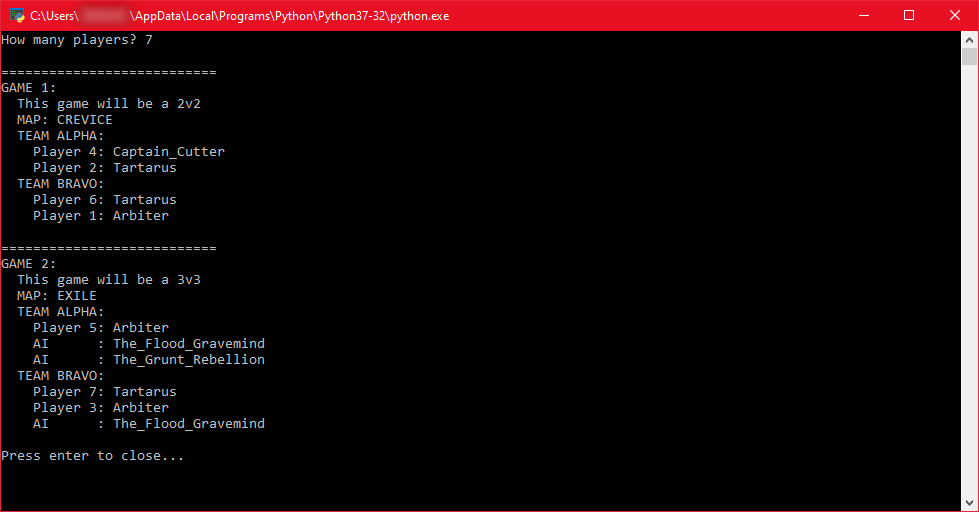 C:\Users\ \AppData\Local\Programs\Python\Python37-32\python.exe
How many players? 7
===========================
GAME 1:
  This game will be a 2v2
  MAP: CREVICE
  TEAM ALPHA:
    Player 4: Captain_Cutter
    Player 2: Tartarus
  TEAM BRAVO:
    Player 6: Tartarus
    Player 1: Arbiter
===========================
GAME 2:
  This game will be a 3v3
  MAP: EXILE
  TEAM ALPHA:
    Player 5: Arbiter
    AI      : The_Flood_Gravemind
    AI      : The_Grunt_Rebellion
  TEAM BRAVO:
    Player 7: Tartarus
    Player 3: Arbiter
    AI      : The_Flood_Gravemind
Press enter to close...